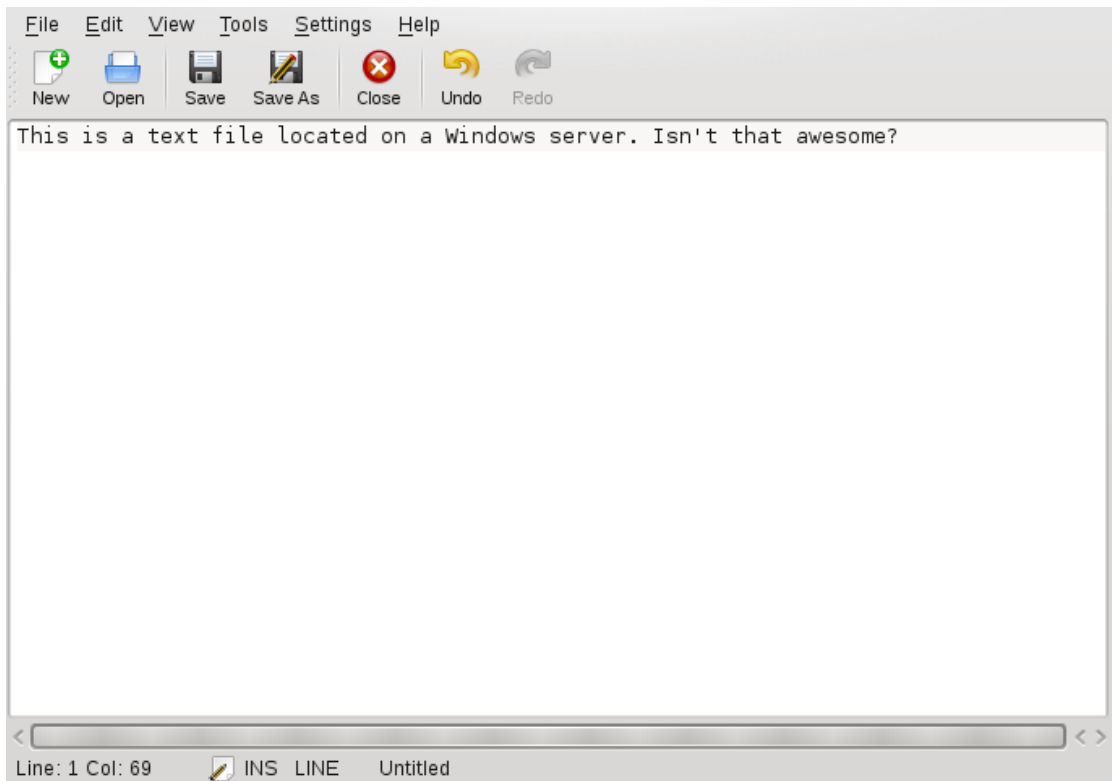 File Edit View Tools Settings Help
New Open Save Save As Close Undo Redo
This is a text file located on a Windows server. Isn't that awesome?
Line: 1 Col: 69 INS LINE Untitled